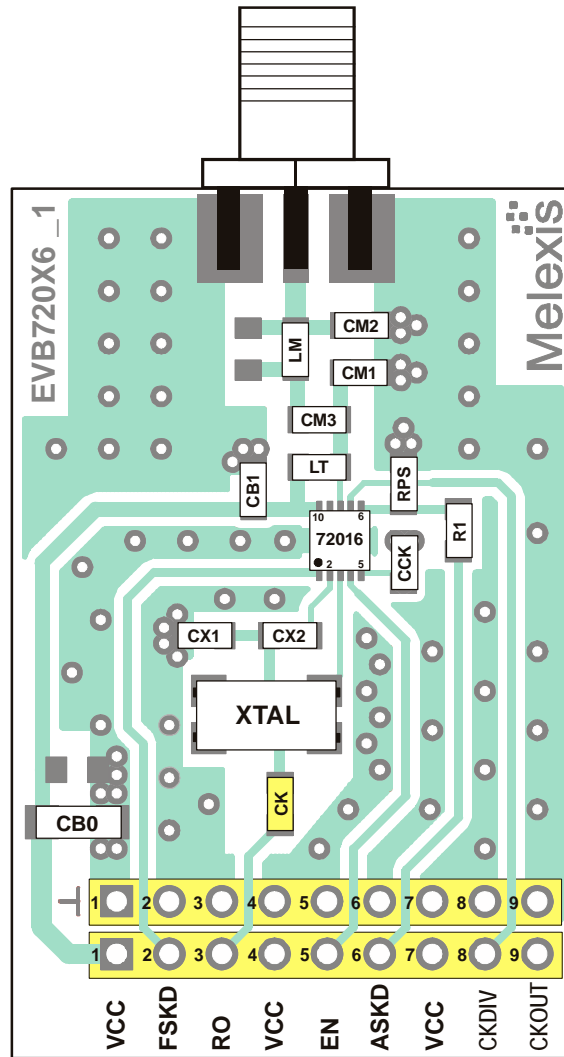 EVB720X6_1
Melexis
CM2
LM
CM1
CM3
LT
CB1
RPS
R1
10 6
72016
2 5
CCK
CX1 CX2
XTAL
CK
CB0
1 2 3 4 5 6 7 8 9
1 2 3 4 5 6 7 8 9
VCC FSKD RO VCC EN ASKD VCC CKDIV CKOUT